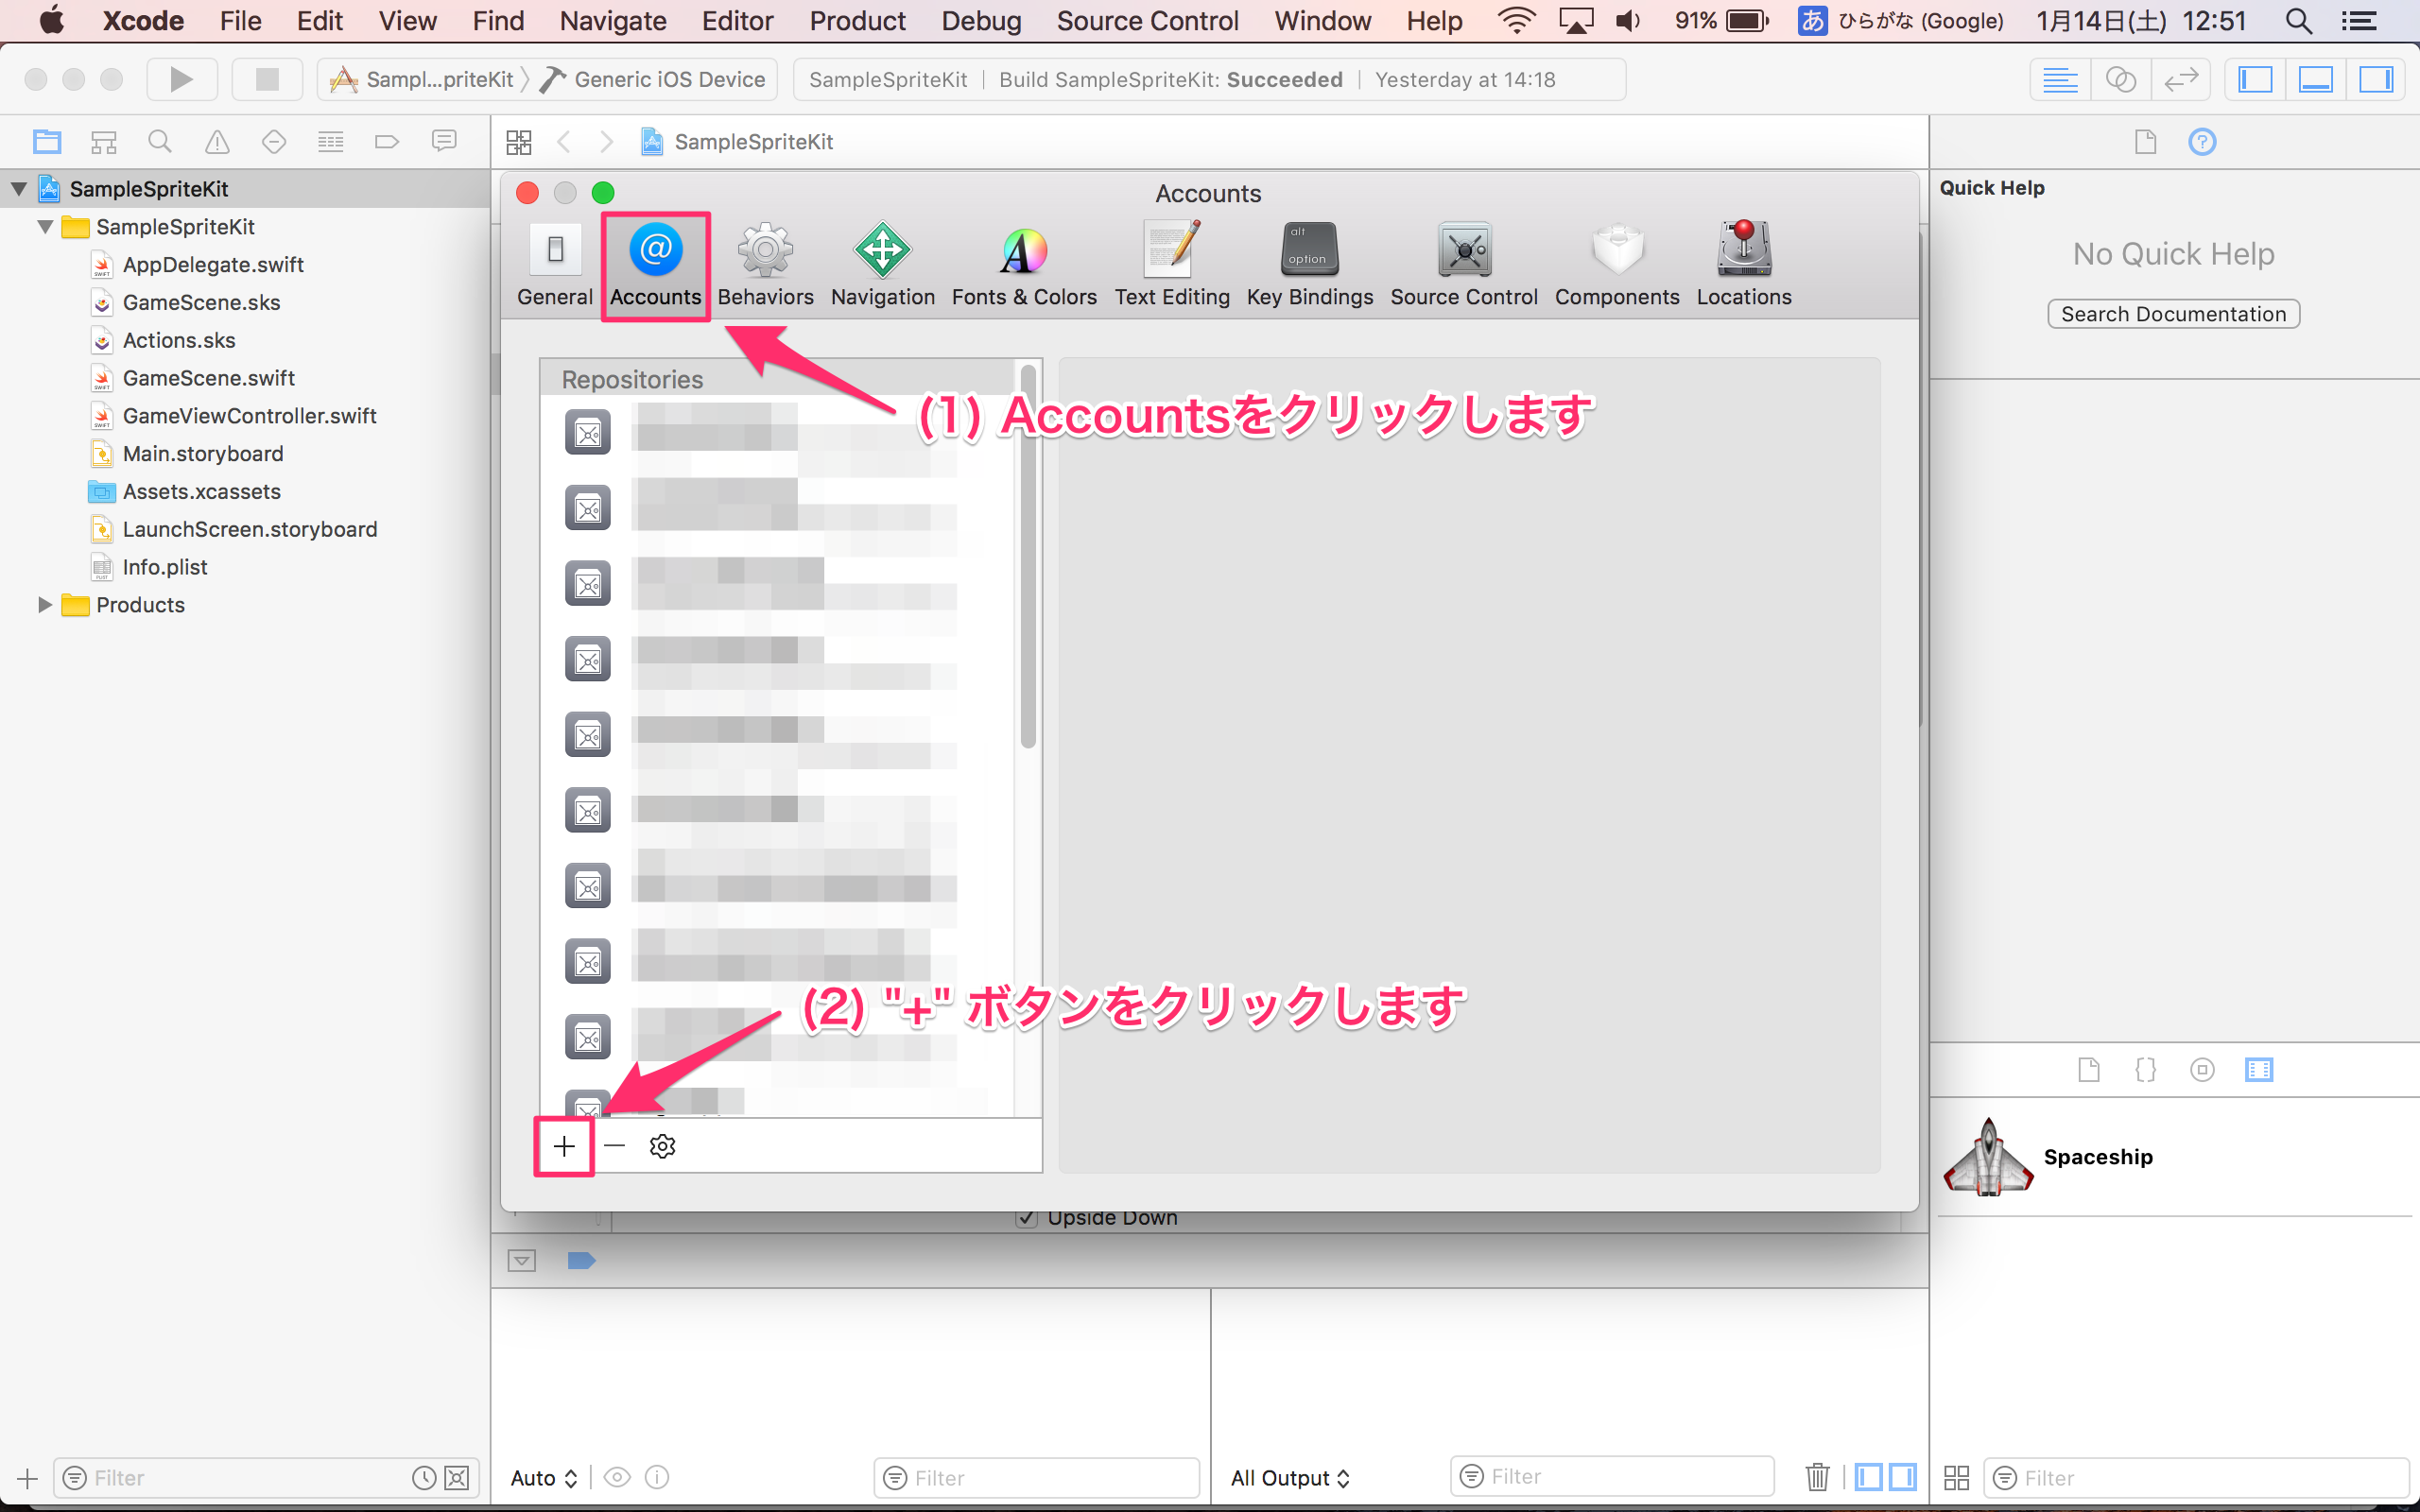 Xcode File Edit View Find Navigate Editor Product Debug Source Control Window Help 91% あ ひらがな (Google) 1月14日(土) 12:51
Sampl...priteKit Generic iOS Device SampleSpriteKit Build SampleSpriteKit: Succeeded Yesterday at 14:18
SampleSpriteKit
SampleSpriteKit
SampleSpriteKit
AppDelegate.swift
GameScene.sks
Actions.sks
GameScene.swift
GameViewController.swift
Main.storyboard
Assets.xcassets
LaunchScreen.storyboard
Info.plist
Products
Accounts
alt
option
General Accounts Behaviors Navigation Fonts & Colors Text Editing Key Bindings Source Control Components Locations
Repositories
(1) Accountsをクリックします
(2) "+" ボタンをクリックします
Upside Down
Quick Help
No Quick Help
Search Documentation
Spaceship
Filter
Auto
Filter
All Output
Filter
Filter